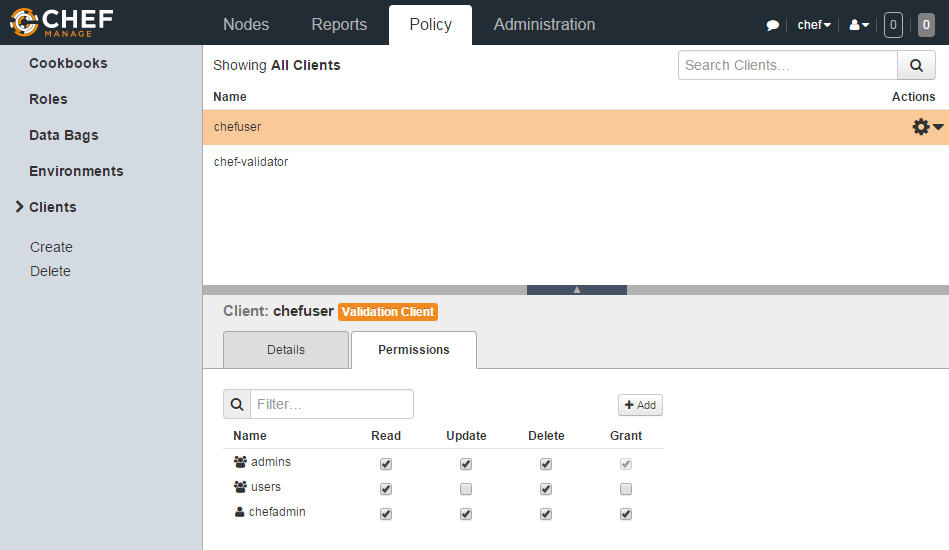 CHEF
MANAGE
Nodes Reports Policy Administration chef 0 0
Cookbooks
Roles
Data Bags
Environments
Clients
Create
Delete
Showing All Clients
Search Clients...
Name Actions
chefuser
chef-validator
Client: chefuser Validation Client
Details Permissions
Filter... Add
Name Read Update Delete Grant
admins
users
chefadmin